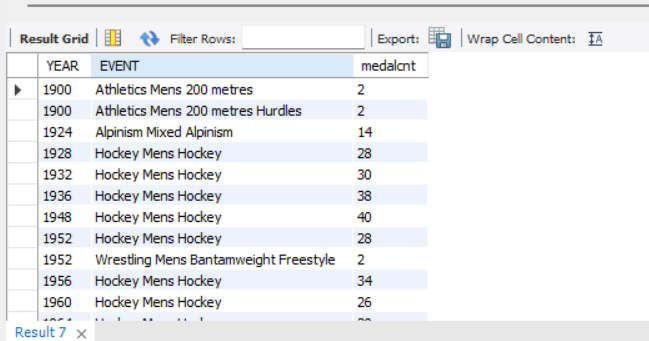 Result Grid Filter Rows: Export: Wrap Cell Content:
YEAR EVENT medalcnt
1900 Athletics Mens 200 metres 2
1900 Athletics Mens 200 metres Hurdles 2
1924 Alpinism Mixed Alpinism 14
1928 Hockey Mens Hockey 28
1932 Hockey Mens Hockey 30
1936 Hockey Mens Hockey 38
1948 Hockey Mens Hockey 40
1952 Hockey Mens Hockey 28
1952 Wrestling Mens Bantamweight Freestyle 2
1956 Hockey Mens Hockey 34
1960 Hockey Mens Hockey 26
Result 7